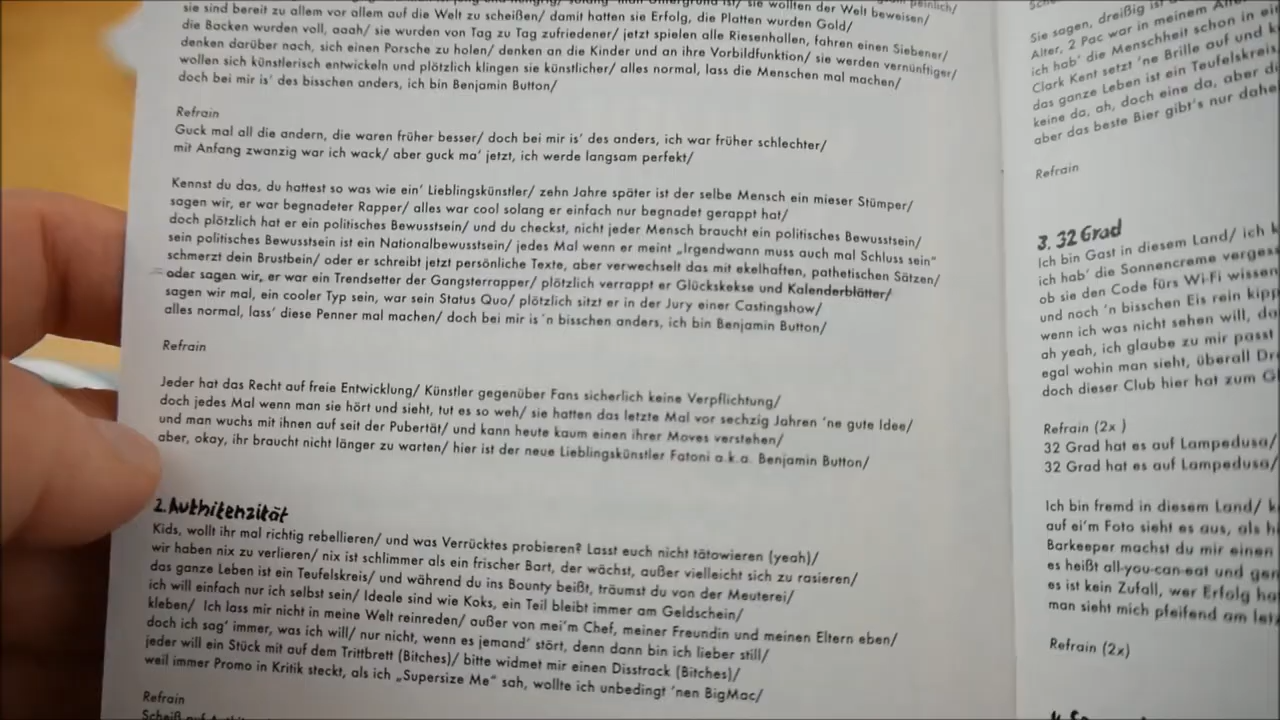 jung und hungrig/ solang' man Untergrund ist/ sie wollten der Welt beweisen/
sie sind bereit zu allem vor allem auf die Welt zu scheißen/ damit hatten sie Erfolg, die Platten wurden Gold/
die Backen wurden voll, aaah/ sie wurden von Tag zu Tag zufriedener/ jetzt spielen alle Riesenhallen, fahren einen Siebener/
denken darüber nach, sich einen Porsche zu holen/ denken an die Kinder und an ihre Vorbildfunktion/ sie werden vernünftiger/
wollen sich künstlerisch entwickeln und plötzlich klingen sie künstlicher/ alles normal, lass die Menschen mal machen/
doch bei mir is' des bisschen anders, ich bin Benjamin Button/
Refrain
Guck mal all die andern, die waren früher besser/ doch bei mir is' des anders, ich war früher schlechter/
mit Anfang zwanzig war ich wack/ aber guck ma' jetzt, ich werde langsam perfekt/
Kennst du das, du hattest so was wie ein' Lieblingskünstler/ zehn Jahre später ist der selbe Mensch ein mieser Stümper/
sagen wir, er war begnadeter Rapper/ alles war cool solang er einfach nur begnadet gerappt hat/
doch plötzlich hat er ein politisches Bewusstsein/ und du checkst, nicht jeder Mensch braucht ein politisches Bewusstsein/
sein politisches Bewusstsein ist ein Nationalbewusstsein/ jedes Mal wenn er meint „Irgendwann muss auch mal Schluss sein"
schmerzt dein Brustbein/ oder er schreibt jetzt persönliche Texte, aber verwechselt das mit ekelhaften, pathetischen Sätzen/
oder sagen wir, er war ein Trendsetter der Gangsterrapper/ plötzlich verrappt er Glückskekse und Kalenderblätter/
sagen wir mal, ein cooler Typ sein, war sein Status Quo/ plötzlich sitzt er in der Jury einer Castingshow/
alles normal, lass' diese Penner mal machen/ doch bei mir is 'n bisschen anders, ich bin Benjamin Button/
Refrain
Jeder hat das Recht auf freie Entwicklung/ Künstler gegenüber Fans sicherlich keine Verpflichtung/
doch jedes Mal wenn man sie hört und sieht, tut es so weh/ sie hatten das letzte Mal vor sechzig Jahren 'ne gute Idee/
und man wuchs mit ihnen auf seit der Pubertät/ und kann heute kaum einen ihrer Moves verstehen/
aber, okay, ihr braucht nicht länger zu warten/ hier ist der neue Lieblingskünstler Fatoni a.k.a. Benjamin Button/
2. Authitenzität
Kids, wollt ihr mal richtig rebellieren/ und was Verrücktes probieren? Lasst euch nicht tätowieren (yeah)/
wir haben nix zu verlieren/ nix ist schlimmer als ein frischer Bart, der wächst, außer vielleicht sich zu rasieren/
das ganze Leben ist ein Teufelskreis/ und während du ins Bounty beißt, träumst du von der Meuterei/
ich will einfach nur ich selbst sein/ Ideale sind wie Koks, ein Teil bleibt immer am Geldschein/
kleben/ Ich lass mir nicht in meine Welt reinreden/ außer von mei'm Chef, meiner Freundin und meinen Eltern eben/
doch ich sag' immer, was ich will/ nur nicht, wenn es jemand' stört, denn dann bin ich lieber still/
jeder will ein Stück mit auf dem Trittbrett (Bitches)/ bitte widmet mir einen Disstrack (Bitches)/
weil immer Promo in Kritik steckt, als ich „Supersize Me" sah, wollte ich unbedingt 'nen BigMac/
Refrain
Sie sagen, dreißig ist
Alter, 2 Pac war in meinem Alter
ich hab' die Menschheit schon in
Clark Kent setzt 'ne Brille auf und
das ganze Leben ist ein Teufelskreis
keine da, ah, doch eine da, aber
aber das beste Bier gibt's nur
Refrain
3. 32 Grad
Ich bin Gast in diesem Land/ ich
ich hab' die Sonnencreme
ob sie den Code fürs Wi-Fi wissen
und noch 'n bisschen Eis rein
wenn ich was nicht sehen will,
ah yeah, ich glaube zu mir passt
egal wohin man sieht, überall
doch dieser Club hier hat zum
Refrain (2x )
32 Grad hat es auf Lampedusa/
32 Grad hat es auf Lampedusa/
Ich bin fremd in diesem Land/
auf ei'm Foto sieht es aus, als
Barkeeper machst du mir einen
es heißt all-you-can-eat und
es ist kein Zufall, wer Erfolg
man sieht mich pfeifend am
Refrain (2x)